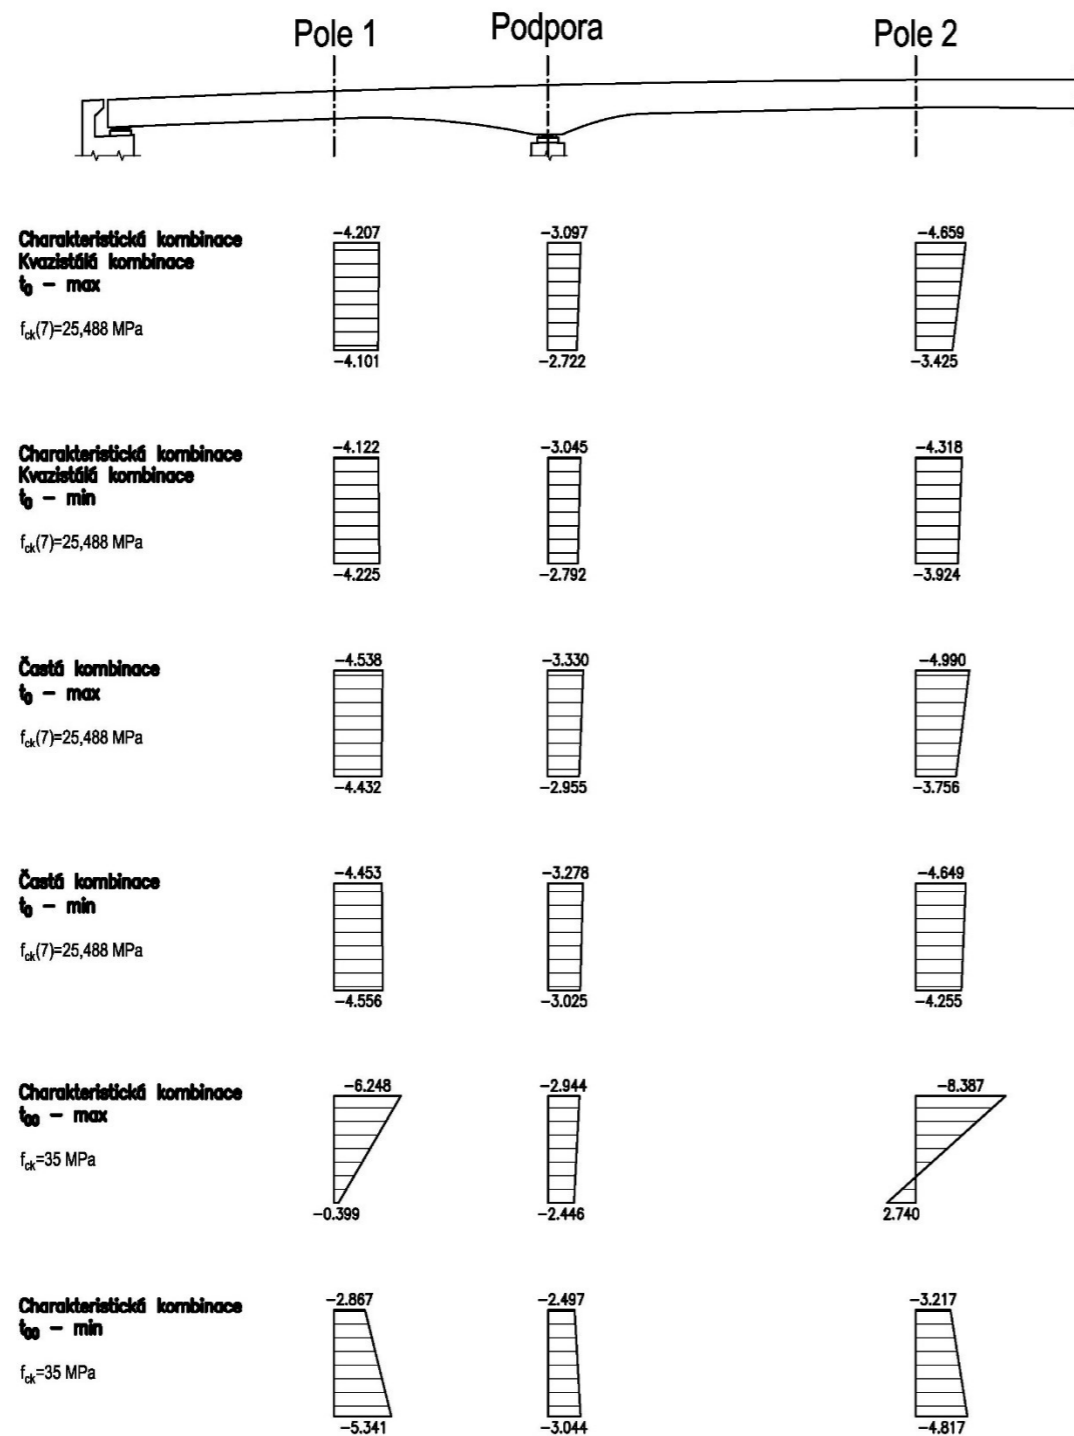 Pole 1 Podpora Pole 2
Charakteristická kombinace
Kvazistálá kombinace
t0 – max
fck(7)=25,488 MPa
-4.207 -3.097 -4.659
-4.101 -2.722 -3.425
Charakteristická kombinace
Kvazistálá kombinace
t0 – min
fck(7)=25,488 MPa
-4.122 -3.045 -4.318
-4.225 -2.792 -3.924
Častá kombinace
t0 – max
fck(7)=25,488 MPa
-4.538 -3.330 -4.990
-4.432 -2.955 -3.756
Častá kombinace
t0 – min
fck(7)=25,488 MPa
-4.453 -3.278 -4.649
-4.556 -3.025 -4.255
Charakteristická kombinace
t00 – max
fck=35 MPa
-6.248 -2.944 -8.387
-0.399 -2.446 2.740
Charakteristická kombinace
t00 – min
fck=35 MPa
-2.867 -2.497 -3.217
-5.341 -3.044 -4.817